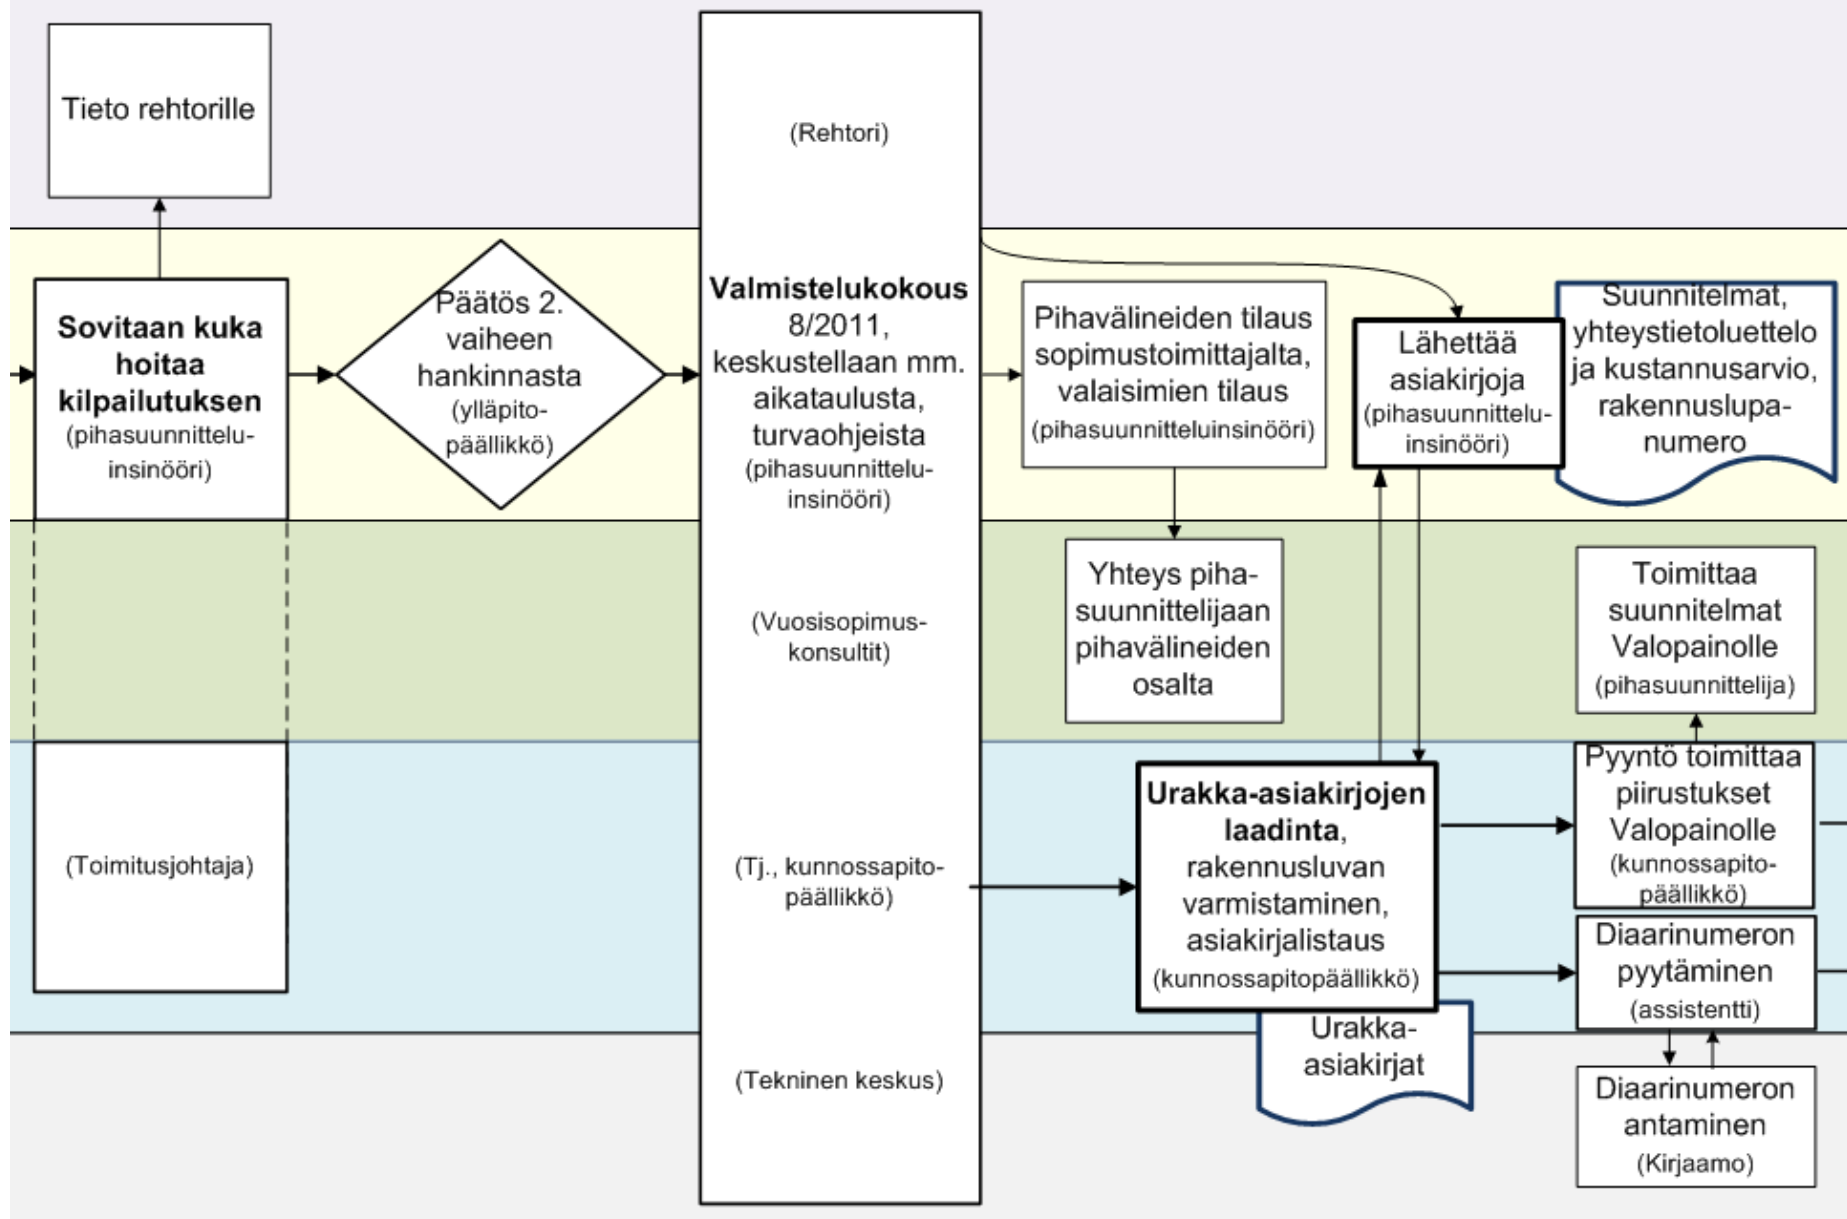 Tieto rehtorille
Sovitaan kuka
hoitaa
kilpailutuksen
(pihasuunnittelu-
insinööri)
(Toimitusjohtaja)
Päätös 2.
vaiheen
hankinnasta
(ylläpito-
päällikkö)
(Rehtori)
Valmistelukokous
8/2011,
keskustellaan mm.
aikataulusta,
turvaohjeista
(pihasuunnittelu-
insinööri)
(Vuosisopimus-
konsultit)
(Tj., kunnossapito-
päällikkö)
(Tekninen keskus)
Pihavälineiden tilaus
sopimustoimittajalta,
valaisimien tilaus
(pihasuunnitteluinsinööri)
Yhteys piha-
suunnittelijaan
pihavälineiden
osalta
Lähettää
asiakirjoja
(pihasuunnittelu-
insinööri)
Suunnitelmat,
yhteystietoluettelo
ja kustannusarvio,
rakennuslupa-
numero
Urakka-asiakirjojen
laadinta,
rakennusluvan
varmistaminen,
asiakirjalistaus
(kunnossapitopäällikkö)
Urakka-
asiakirjat
Toimittaa
suunnitelmat
Valopainolle
(pihasuunnittelija)
Pyyntö toimittaa
piirustukset
Valopainolle
(kunnossapito-
päällikkö)
Diaarinumeron
pyytäminen
(assistentti)
Diaarinumeron
antaminen
(Kirjaamo)